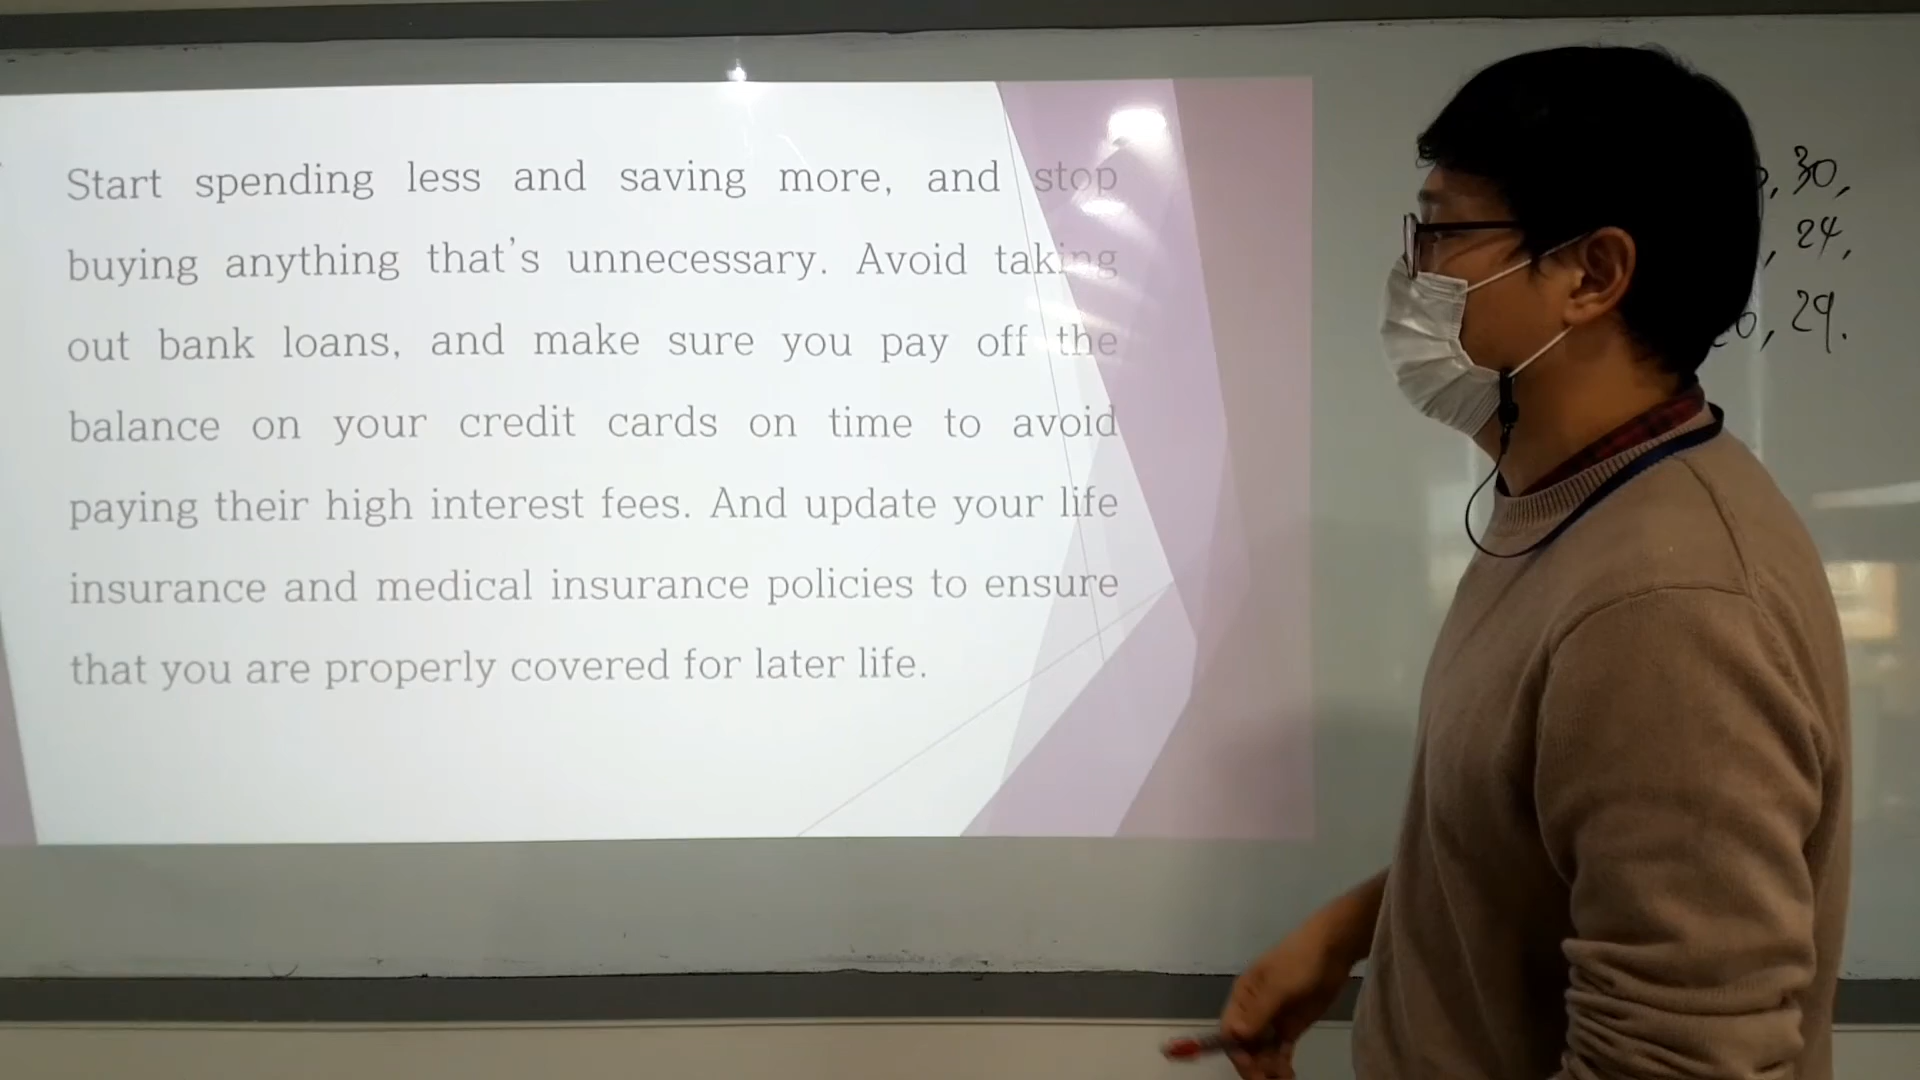 Start spending less and saving more, and stop
buying anything that's unnecessary. Avoid taking
out bank loans, and make sure you pay off the
balance on your credit cards on time to avoid
paying their high interest fees. And update your life
insurance and medical insurance policies to ensure
that you are properly covered for later life.
, 30,
, 24,
, 29.